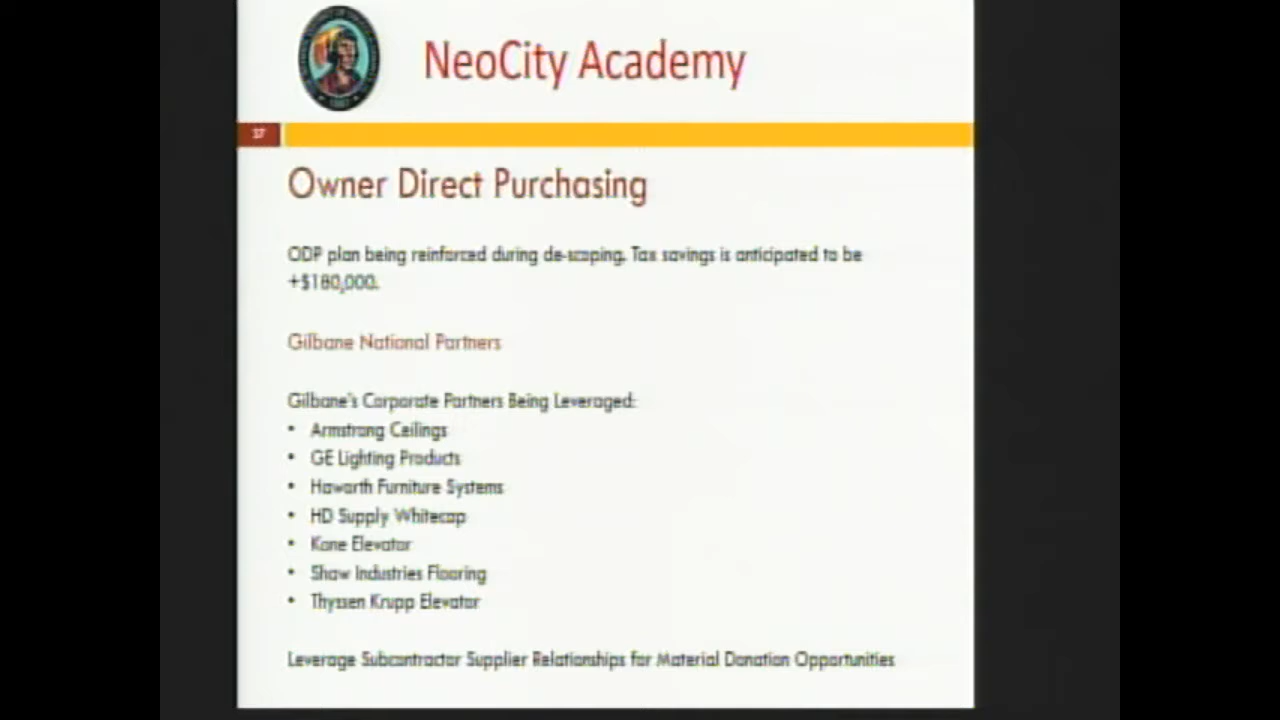 NeoCity Academy
37
Owner Direct Purchasing
ODP plan being reinforced during de-scoping. Tax savings is anticipated to be
+$180,000.
Gilbane National Partners
Gilbane's Corporate Partners Being Leveraged:
• Armstrong Ceilings
• GE Lighting Products
• Haworth Furniture Systems
• HD Supply Whitecap
• Kone Elevator
• Shaw Industries Flooring
• Thyssen Krupp Elevator
Leverage Subcontractor Supplier Relationships for Material Donation Opportunities